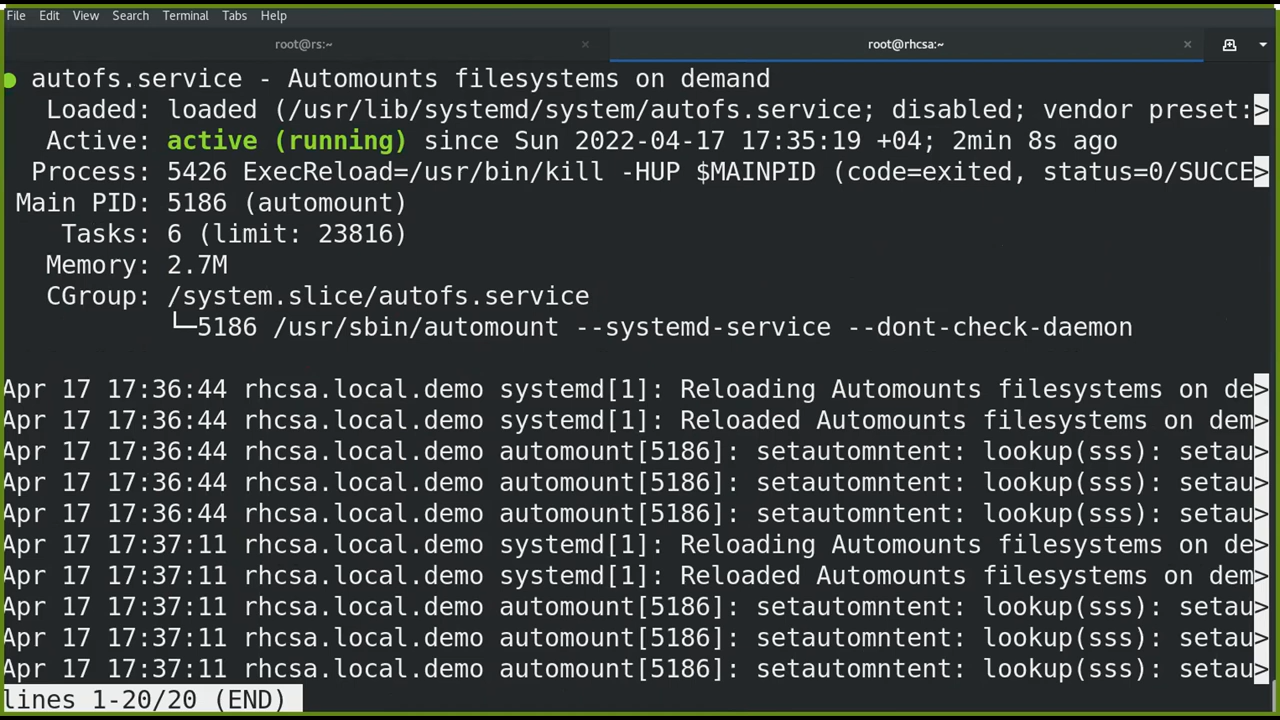 File Edit View Search Terminal Tabs Help
root@rs:~ × root@rhcsa:~ ×
● autofs.service - Automounts filesystems on demand
Loaded: loaded (/usr/lib/systemd/system/autofs.service; disabled; vendor preset:>
Active: active (running) since Sun 2022-04-17 17:35:19 +04; 2min 8s ago
Process: 5426 ExecReload=/usr/bin/kill -HUP $MAINPID (code=exited, status=0/SUCCE>
Main PID: 5186 (automount)
Tasks: 6 (limit: 23816)
Memory: 2.7M
CGroup: /system.slice/autofs.service
└─5186 /usr/sbin/automount --systemd-service --dont-check-daemon
Apr 17 17:36:44 rhcsa.local.demo systemd[1]: Reloading Automounts filesystems on de>
Apr 17 17:36:44 rhcsa.local.demo systemd[1]: Reloaded Automounts filesystems on dem>
Apr 17 17:36:44 rhcsa.local.demo automount[5186]: setautomntent: lookup(sss): setau>
Apr 17 17:36:44 rhcsa.local.demo automount[5186]: setautomntent: lookup(sss): setau>
Apr 17 17:36:44 rhcsa.local.demo automount[5186]: setautomntent: lookup(sss): setau>
Apr 17 17:37:11 rhcsa.local.demo systemd[1]: Reloading Automounts filesystems on de>
Apr 17 17:37:11 rhcsa.local.demo systemd[1]: Reloaded Automounts filesystems on dem>
Apr 17 17:37:11 rhcsa.local.demo automount[5186]: setautomntent: lookup(sss): setau>
Apr 17 17:37:11 rhcsa.local.demo automount[5186]: setautomntent: lookup(sss): setau>
Apr 17 17:37:11 rhcsa.local.demo automount[5186]: setautomntent: lookup(sss): setau>
lines 1-20/20 (END)